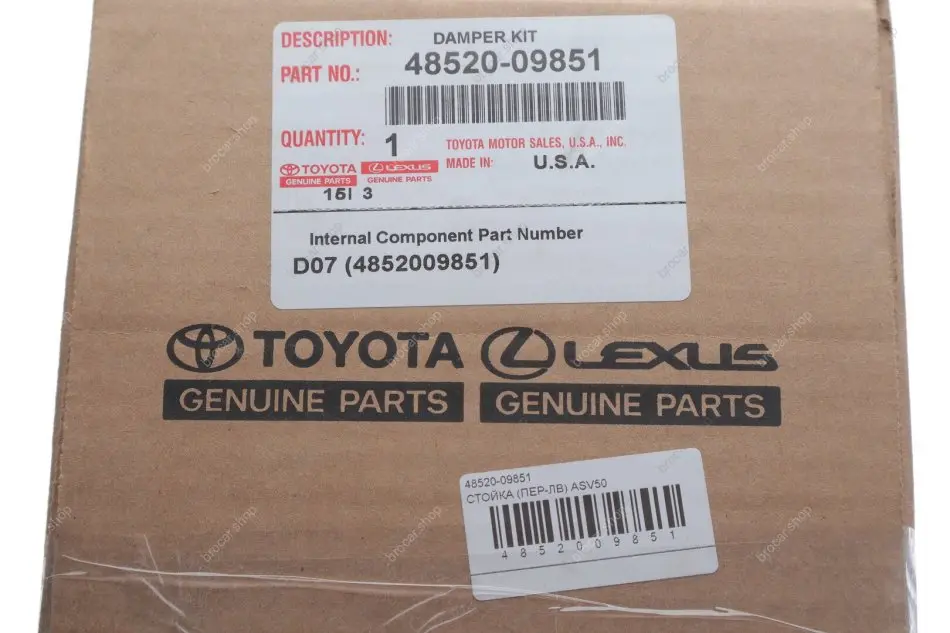 DESCRIPTION: DAMPER KIT
PART NO.: 48520-09851
QUANTITY: 1
TOYOTA MOTOR SALES, U.S.A., INC.
MADE IN: U.S.A.
TOYOTA LEXUS
GENUINE PARTS GENUINE PARTS
15I 3
Internal Component Part Number
D07 (4852009851)
TOYOTA LEXUS
GENUINE PARTS GENUINE PARTS
48520-09851
СТОЙКА (ПЕР-ЛВ) ASV50
4852009851
brocar.shop